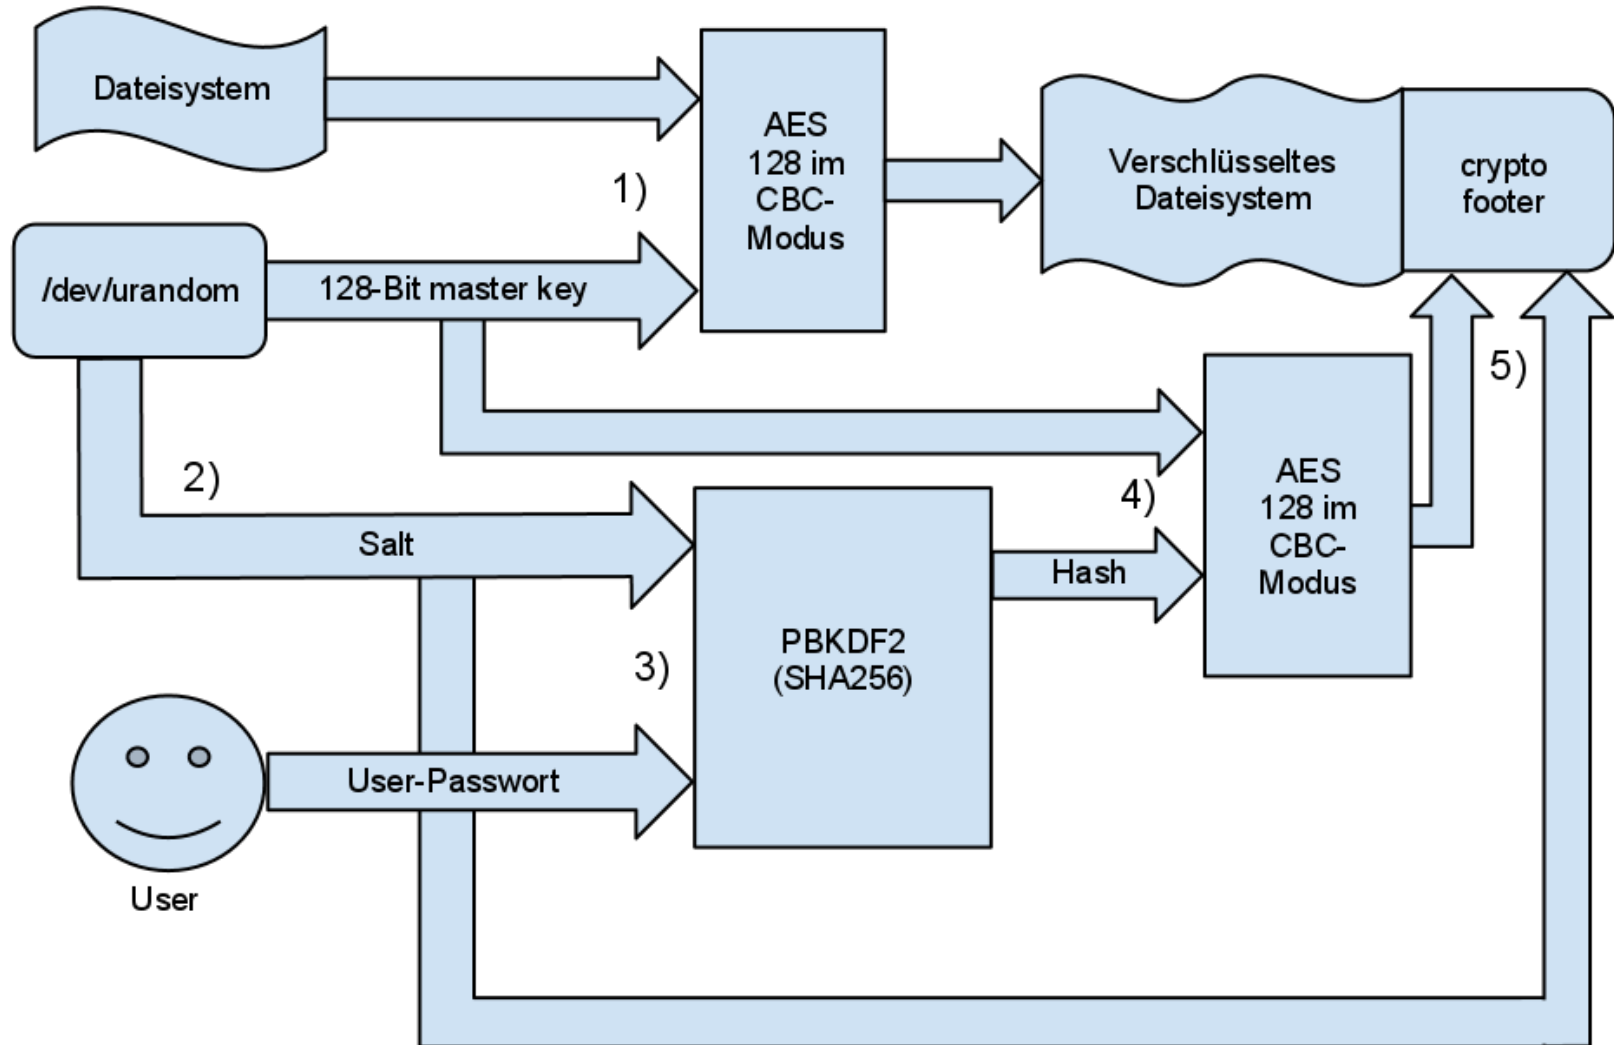 Dateisystem
AES
128 im
CBC-
Modus
Verschlüsseltes
Dateisystem
crypto
footer
1)
/dev/urandom
128-Bit master key
5)
2)
Salt
4)
AES
128 im
CBC-
Modus
Hash
3)
PBKDF2
(SHA256)
User-Passwort
User